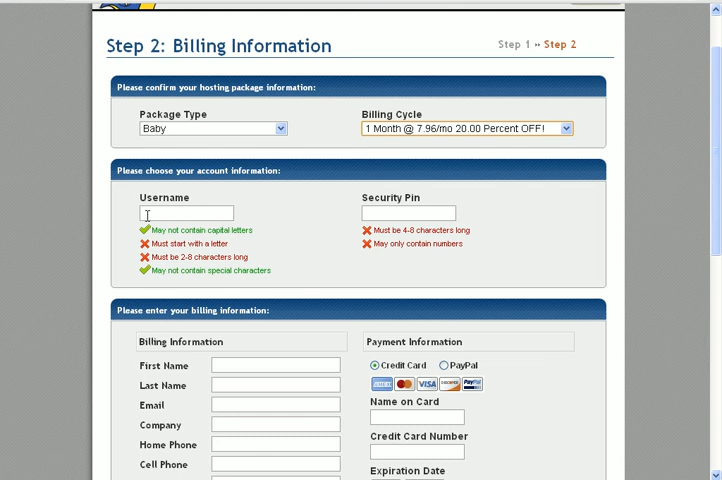 Step 2: Billing Information
Step 1 •• Step 2
Please confirm your hosting package information:
Package Type
Billing Cycle
Baby
1 Month @ 7.96/mo 20.00 Percent OFF!
Please choose your account information:
Username
Security Pin
May not contain capital letters
Must be 4-8 characters long
Must start with a letter
May only contain numbers
Must be 2-8 characters long
May not contain special characters
Please enter your billing information:
Billing Information
Payment Information
First Name
Credit Card
PayPal
Last Name
VISA
DISCOVER
PayPal
Email
Name on Card
Company
Home Phone
Credit Card Number
Cell Phone
Expiration Date